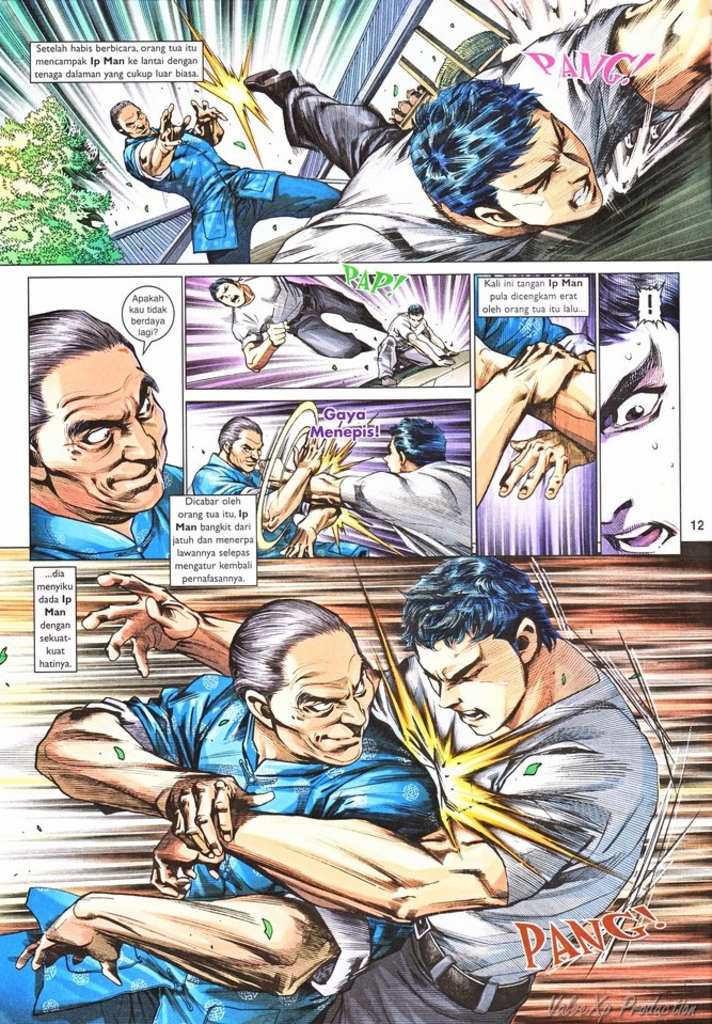 Setelah habis berbicara, orang tua itu
mencampak Ip Man ke lantai dengan
tenaga dalaman yang cukup luar biasa.
PANG!
Apakah
kau tidak
berdaya
lagi?
PAP!
Gaya
Menepis!
Dicabar oleh
orang tua itu, Ip
Man bangkit dari
jatuh dan menerpa
lawannya selepas
mengatur kembali
pernafasannya.
Kali ini tangan Ip Man
pula dicengkam erat
oleh orang tua itu lalu...
!
12
...dia
menyiku
dada Ip
Man
dengan
sekuat-
kuat
hatinya.
PANG!
ValseXp Production